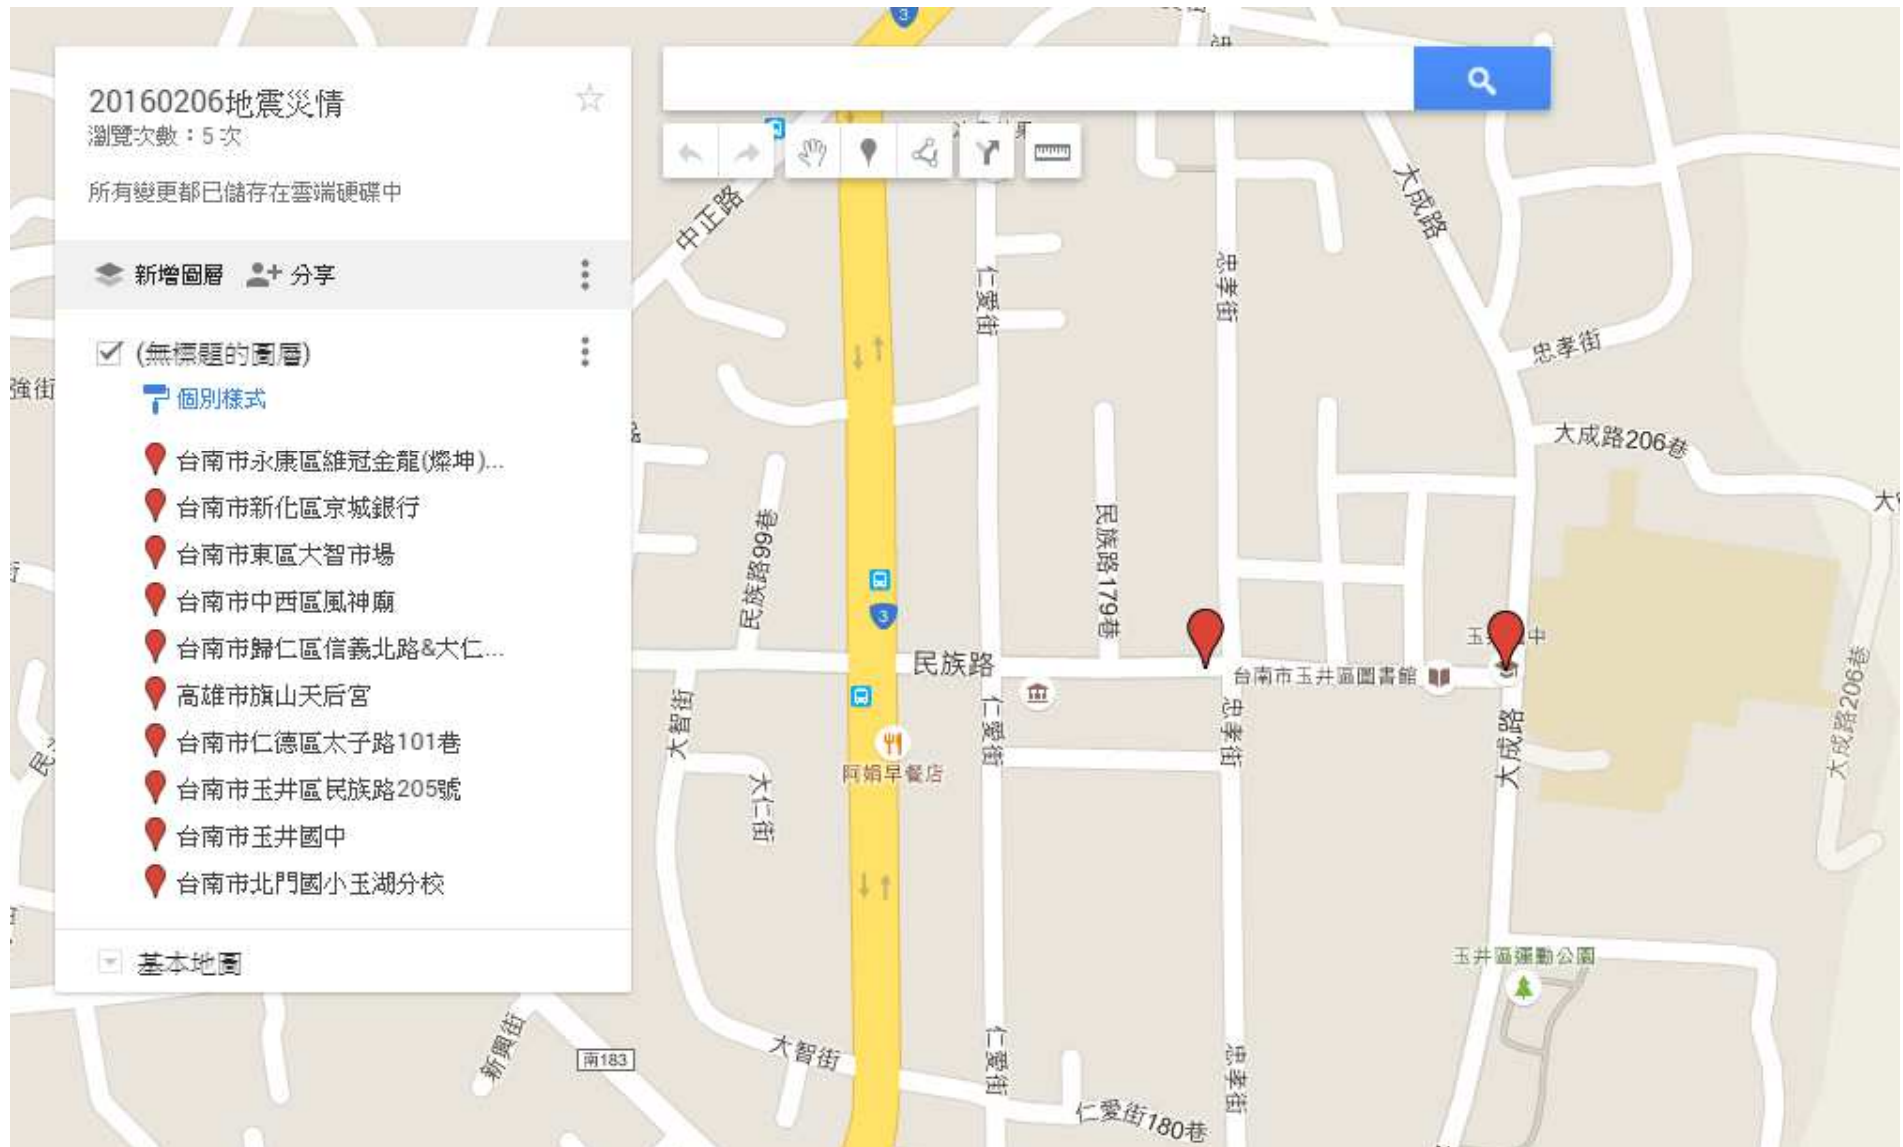 20160206地震災情
瀏覽次數：5 次
所有變更都已儲存在雲端硬碟中
新增圖層 分享
(無標題的圖層)
個別樣式
台南市永康區維冠金龍(燦坤)...
台南市新化區京城銀行
台南市東區大智市場
台南市中西區風神廟
台南市歸仁區信義北路&大仁...
高雄市旗山天后宮
台南市仁德區太子路101巷
台南市玉井區民族路205號
台南市玉井國中
台南市北門國小玉湖分校
基本地圖
3
中正路
大成路
仁愛街
忠孝街
忠孝街
強街
大成路206巷
民族路99巷
民族路179巷
3
民族路
台南市玉井區圖書館
大智街
仁愛街
忠孝街
大成路
大成路206巷
阿娟早餐店
大仁街
玉井區運動公園
新興街
南183
大智街
仁愛街
忠孝街
仁愛街180巷